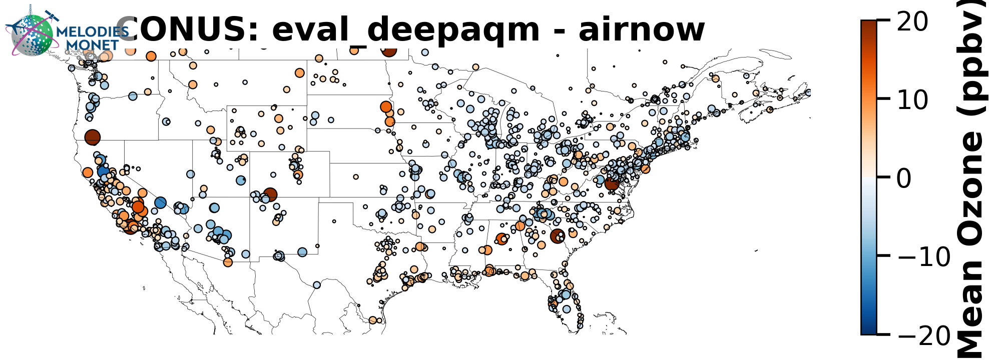 MELODIES
MONET
CONUS: eval_deepaqm - airnow
20
10
0
−10
−20
Mean Ozone (ppbv)